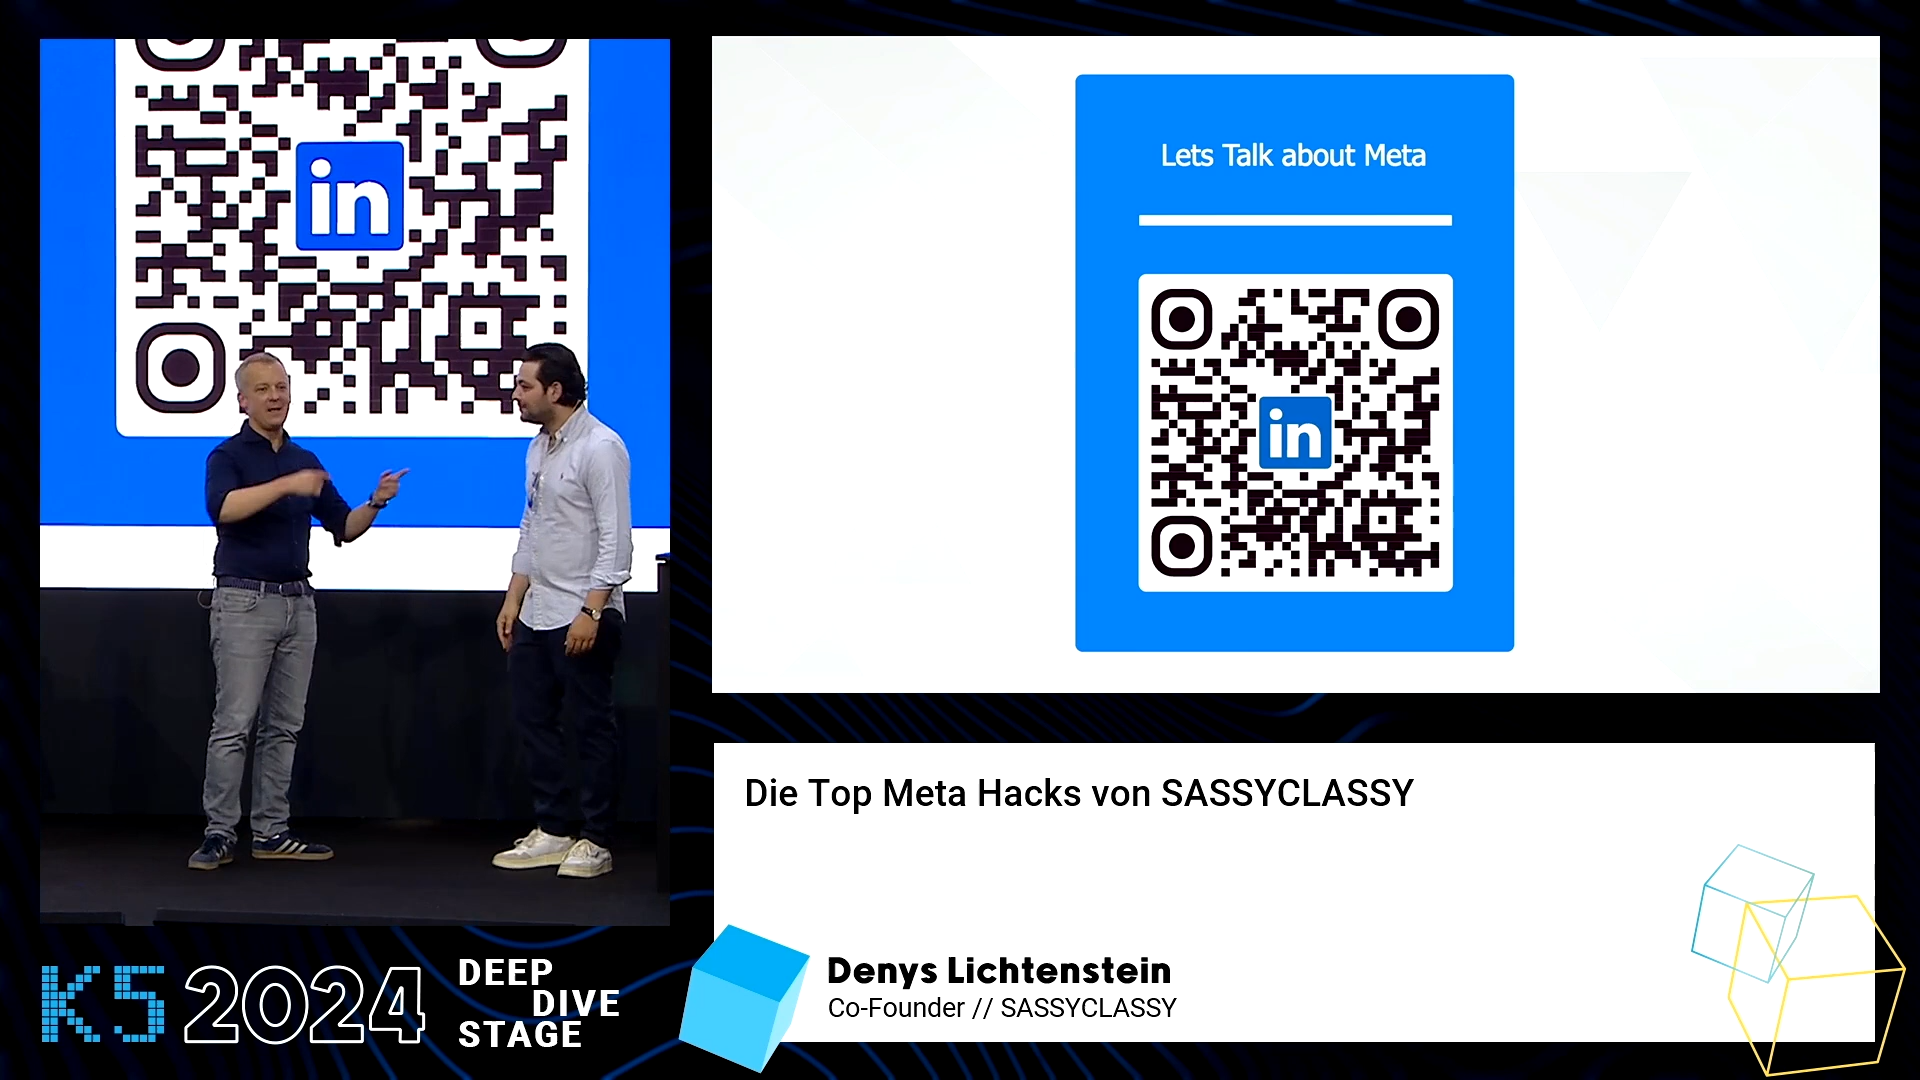 in
Lets Talk about Meta
in
Die Top Meta Hacks von SASSYCLASSY
Denys Lichtenstein
Co-Founder // SASSYCLASSY
K5 2024
DEEP
DIVE
STAGE